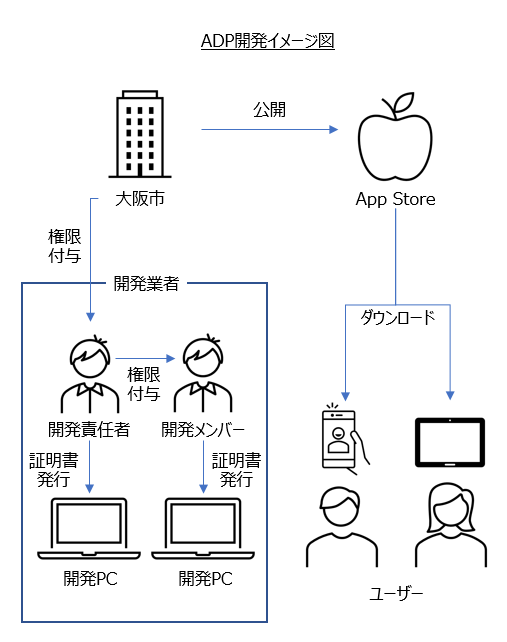 ADP開発イメージ図
公開
大阪市
App Store
権限
付与
開発業者
ダウンロード
権限
付与
開発責任者
開発メンバー
証明書
発行
証明書
発行
開発PC
開発PC
ユーザー